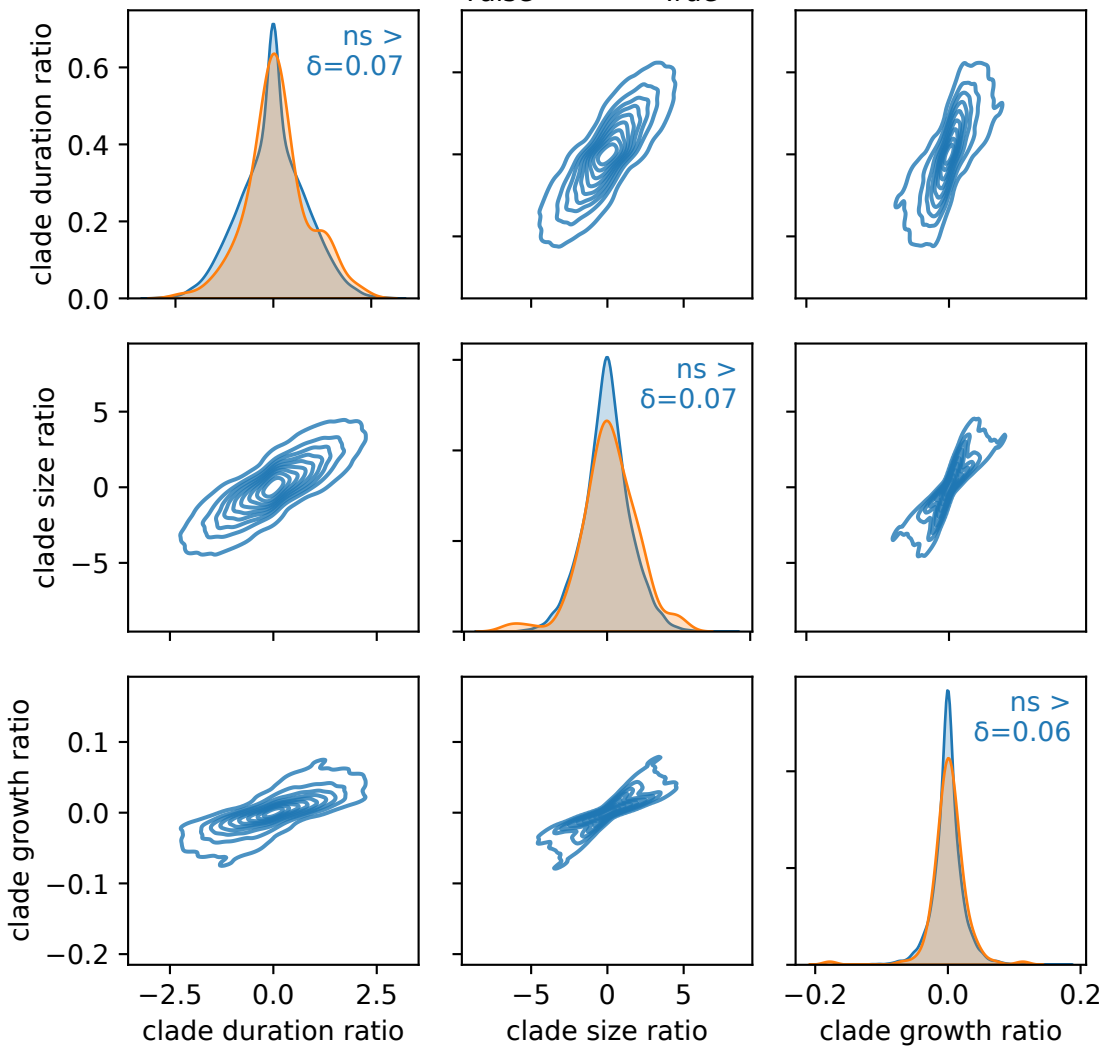 clade duration ratio
0.6
0.4
0.2
0.0
ns >
δ=0.07
clade size ratio
5
0
−5
ns >
δ=0.07
clade growth ratio
0.1
0.0
−0.1
−0.2
ns >
δ=0.06
−2.5 0.0 2.5
−5 0 5
−0.2 0.0 0.2
clade duration ratio
clade size ratio
clade growth ratio